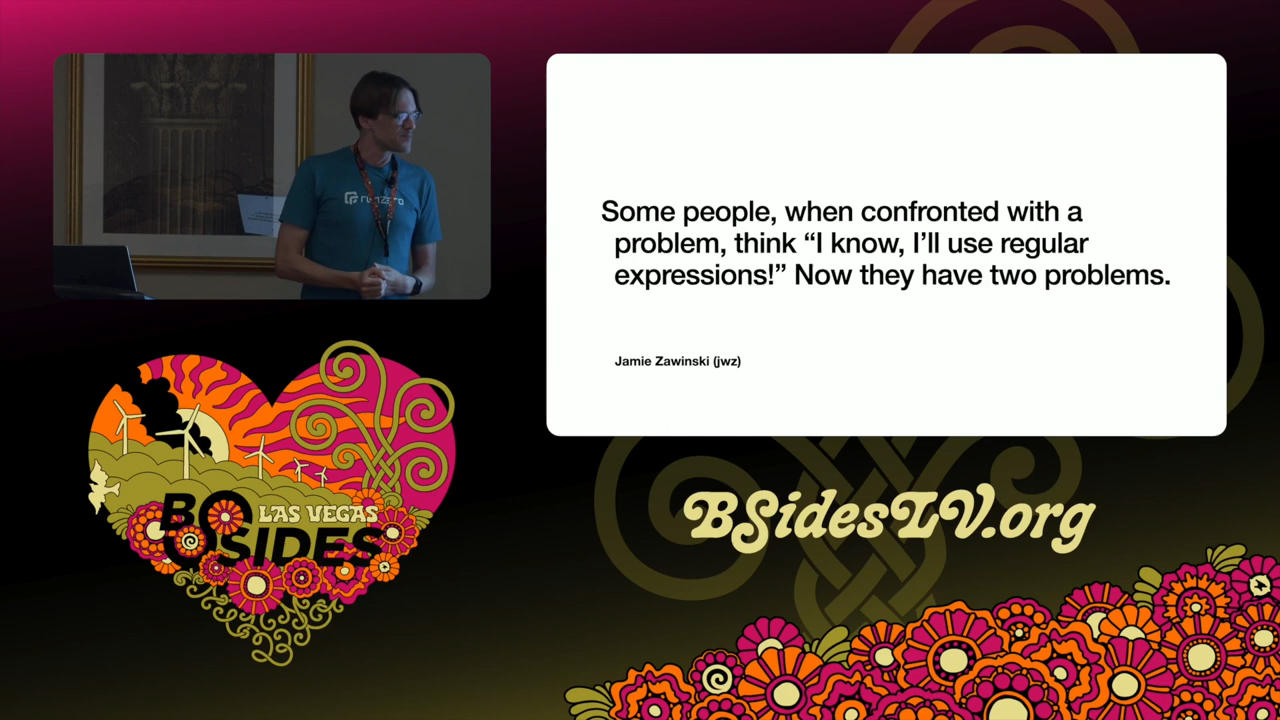 runZero
Some people, when confronted with a
problem, think “I know, I’ll use regular
expressions!” Now they have two problems.
Jamie Zawinski (jwz)
BSidesLV.org
LAS VEGAS
BSIDES